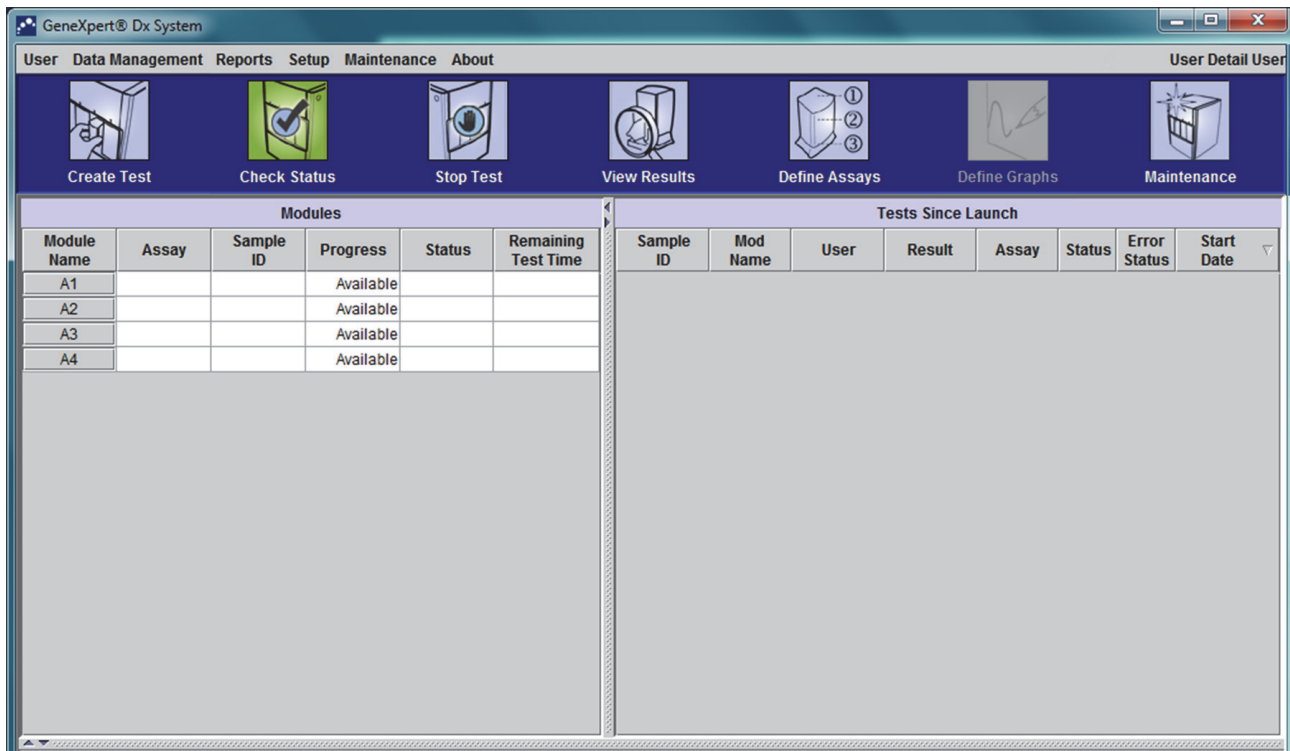 GeneXpert® Dx System
User Data Management Reports Setup Maintenance About User Detail User
① ② ③
Create Test Check Status Stop Test View Results Define Assays Define Graphs Maintenance
Modules
Module Name Assay Sample ID Progress Status Remaining Test Time
A1 Available
A2 Available
A3 Available
A4 Available
Tests Since Launch
Sample ID Mod Name User Result Assay Status Error Status Start Date